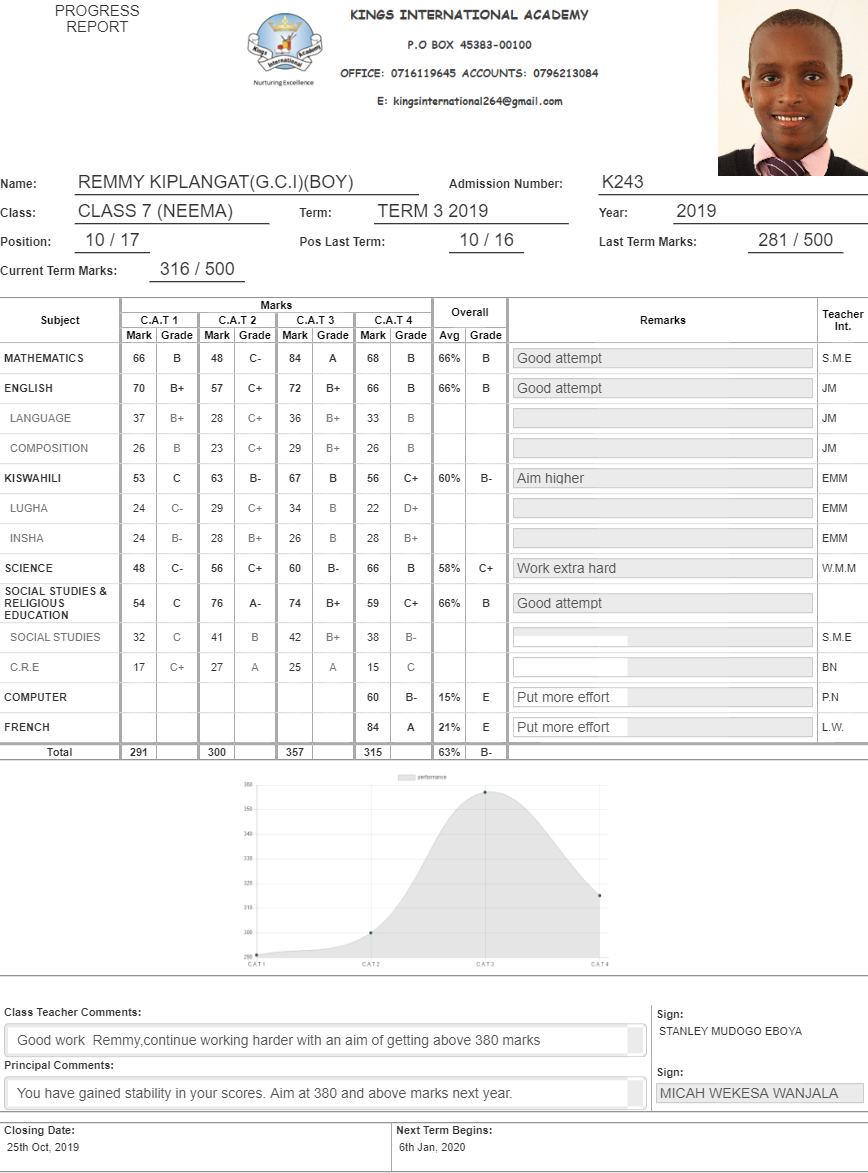 PROGRESS
REPORT
KINGS INTERNATIONAL ACADEMY
P.O BOX 45383-00100
OFFICE: 0716119645 ACCOUNTS: 0796213084
E: kingsinternational264@gmail.com
Kings International Academy
Nurturing Excellence
Name: REMMY KIPLANGAT(G.C.I)(BOY) Admission Number: K243
Class: CLASS 7 (NEEMA) Term: TERM 3 2019 Year: 2019
Position: 10 / 17 Pos Last Term: 10 / 16 Last Term Marks: 281 / 500
Current Term Marks: 316 / 500
Subject Marks Overall Remarks Teacher Int.
C.A.T 1 C.A.T 2 C.A.T 3 C.A.T 4
Mark Grade Mark Grade Mark Grade Mark Grade Avg Grade
MATHEMATICS 66 B 48 C- 84 A 68 B 66% B Good attempt S.M.E
ENGLISH 70 B+ 57 C+ 72 B+ 66 B 66% B Good attempt JM
LANGUAGE 37 B+ 28 C+ 36 B+ 33 B JM
COMPOSITION 26 B 23 C+ 29 B+ 26 B JM
KISWAHILI 53 C 63 B- 67 B 56 C+ 60% B- Aim higher EMM
LUGHA 24 C- 29 C+ 34 B 22 D+ EMM
INSHA 24 B- 28 B+ 26 B 28 B+ EMM
SCIENCE 48 C- 56 C+ 60 B- 66 B 58% C+ Work extra hard W.M.M
SOCIAL STUDIES &
RELIGIOUS
EDUCATION 54 C 76 A- 74 B+ 59 C+ 66% B Good attempt
SOCIAL STUDIES 32 C 41 B 42 B+ 38 B- S.M.E
C.R.E 17 C+ 27 A 25 A 15 C BN
COMPUTER 60 B- 15% E Put more effort P.N
FRENCH 84 A 21% E Put more effort L.W.
Total 291 300 357 315 63% B-
performance
360
350
340
330
320
310
300
290
C.A.T 1 C.A.T 2 C.A.T 3 C.A.T 4
Class Teacher Comments: Sign:
Good work Remmy,continue working harder with an aim of getting above 380 marks STANLEY MUDOGO EBOYA
Principal Comments: Sign:
You have gained stability in your scores. Aim at 380 and above marks next year. MICAH WEKESA WANJALA
Closing Date: Next Term Begins:
25th Oct, 2019 6th Jan, 2020